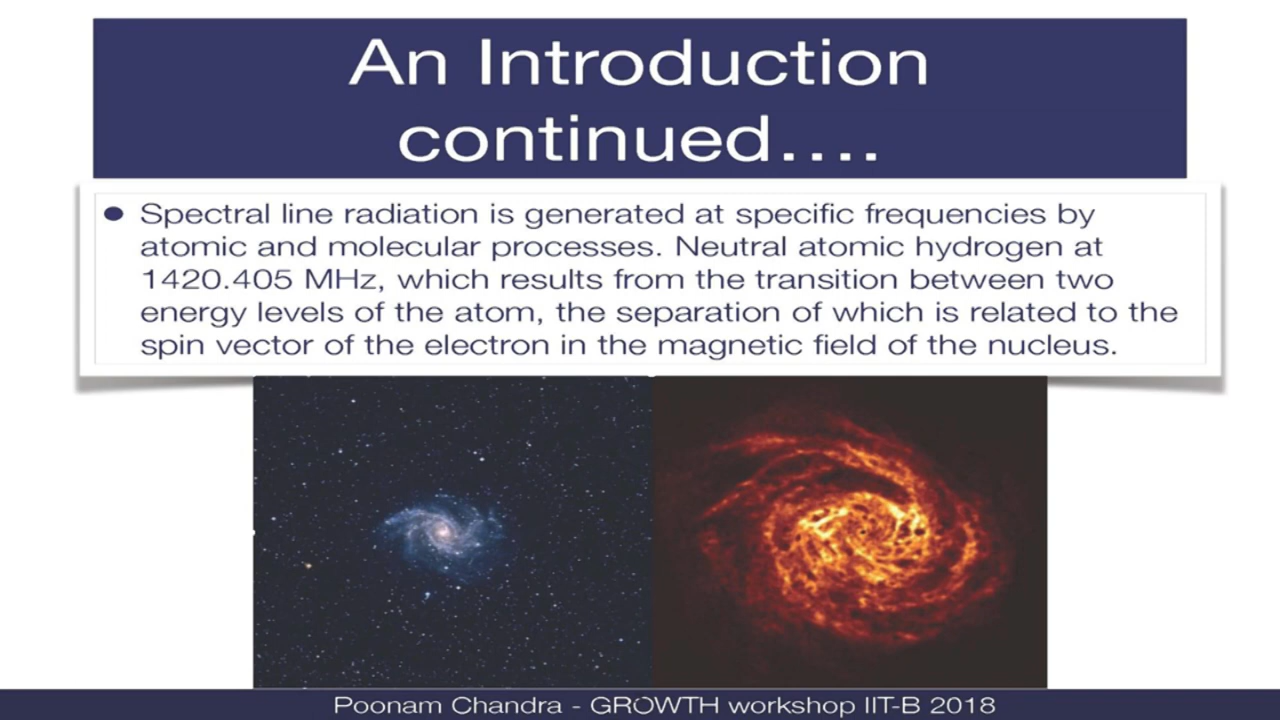 An Introduction
continued....
● Spectral line radiation is generated at specific frequencies by
atomic and molecular processes. Neutral atomic hydrogen at
1420.405 MHz, which results from the transition between two
energy levels of the atom, the separation of which is related to the
spin vector of the electron in the magnetic field of the nucleus.
Poonam Chandra - GROWTH workshop IIT-B 2018